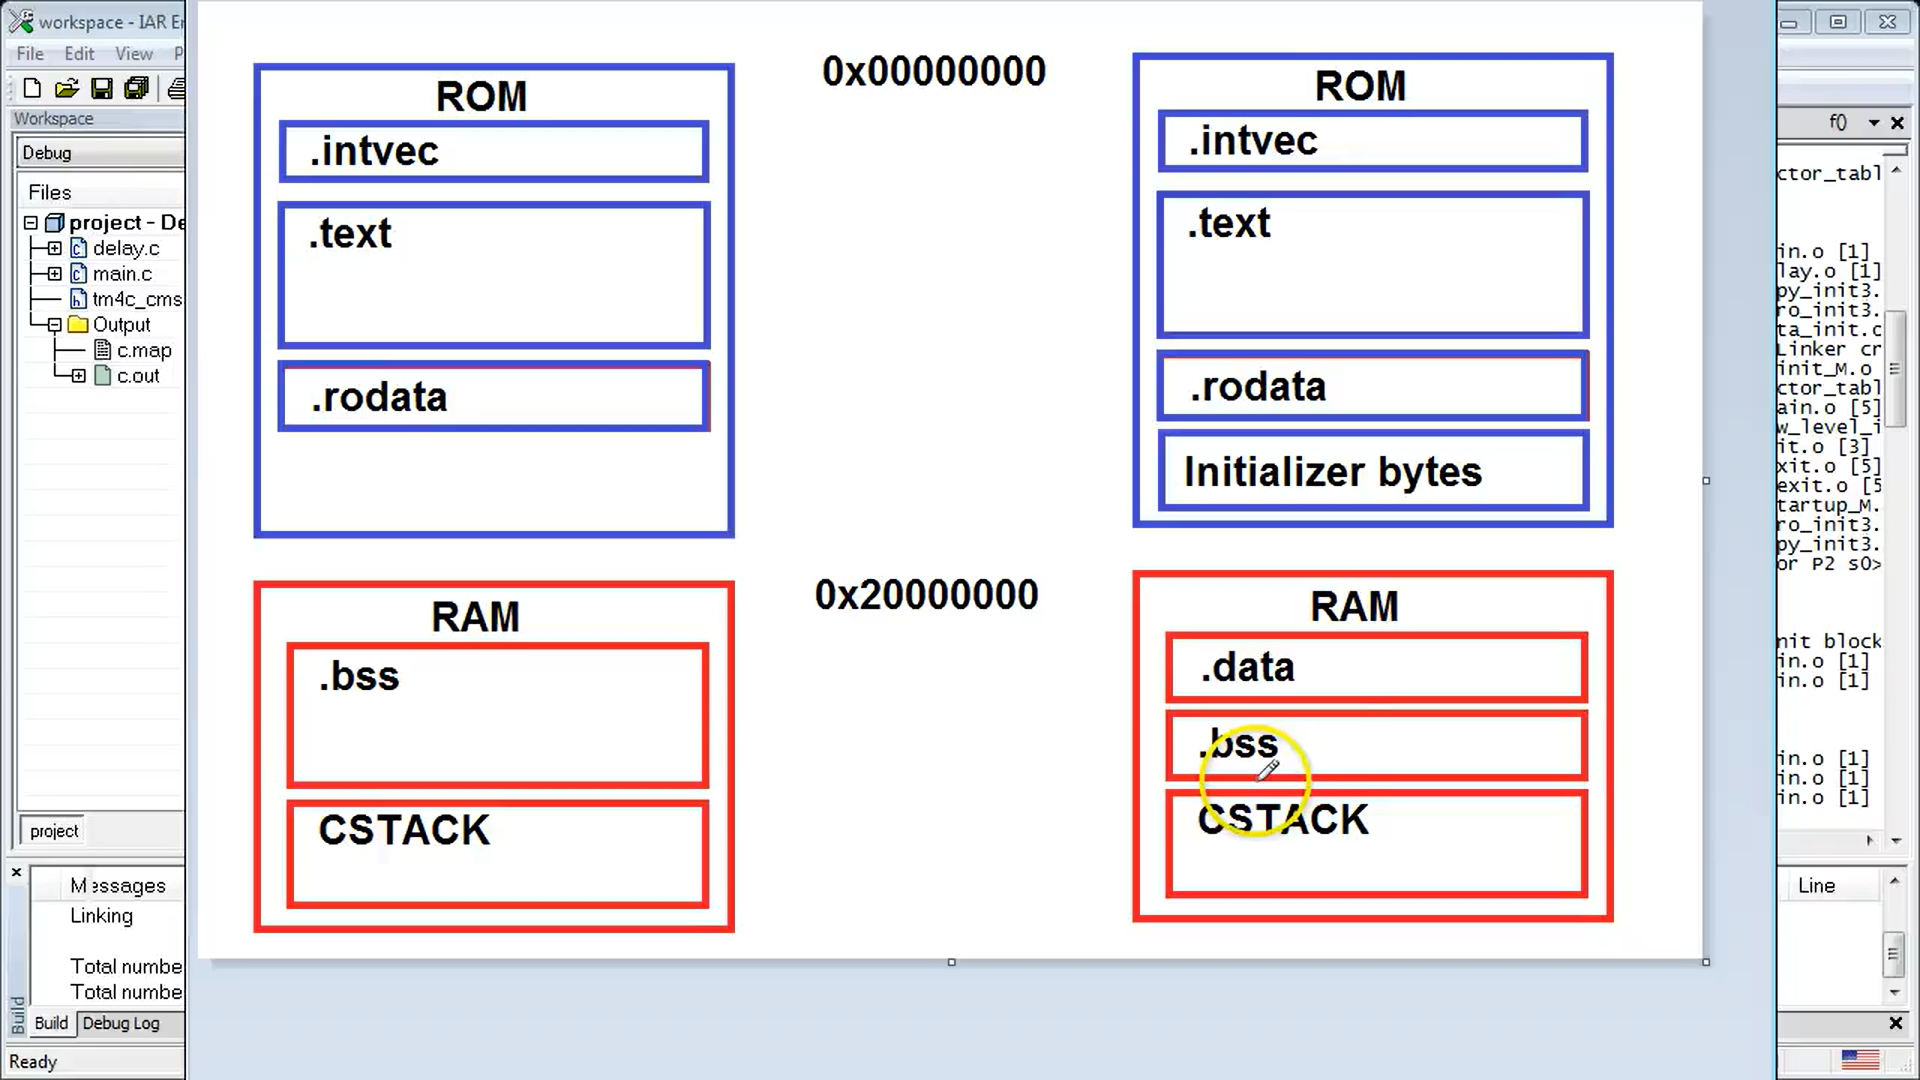 workspace - IAR E
File Edit View P
Workspace
Debug
Files
project - De
delay.c
main.c
tm4c_cms
Output
c.map
c.out
project
Messages
Linking
Total numbe
Total numbe
Build
Build Debug Log
Ready
ROM
.intvec
.text
.rodata
RAM
.bss
CSTACK
0x00000000
0x20000000
ROM
.intvec
.text
.rodata
Initializer bytes
RAM
.data
.bss
CSTACK
f()
ctor_tabl
in.o [1]
lay.o [1]
py_init3.
ro_init3.
ta_init.c
Linker cr
init_M.o
ctor_tabl
ain.o [5]
w_level_i
it.o [3]
xit.o [5]
exit.o [5
startup_M.
ro_init3.
py_init3.
or P2 s0>
nit block
in.o [1]
in.o [1]
in.o [1]
in.o [1]
in.o [1]
Line